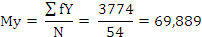 My = ∑ fY / N = 3774 / 54 = 69,889